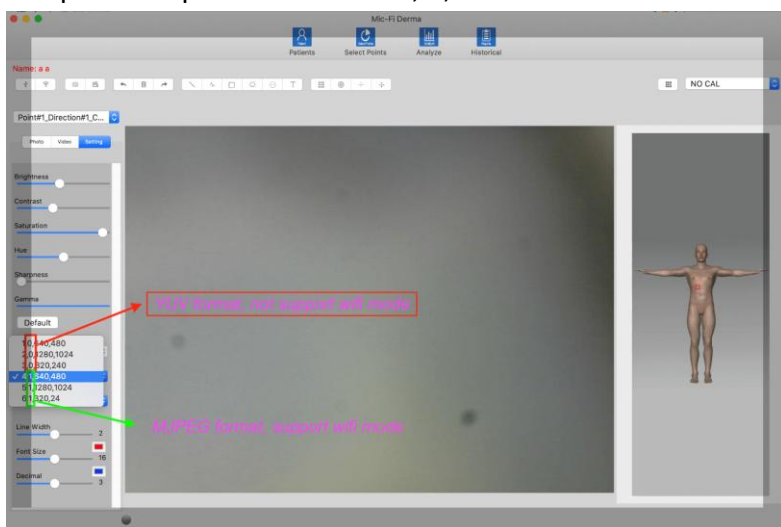 Mic-Fi Derma
Patients Select Points Analyze Historical
Name: a a
NO CAL
Point#1_Direction#1_C...
Photo Video Setting
Brightness
Contrast
Saturation
Hue
Sharpness
Gamma
YUV format, not support wifi mode
Default
1:0,640,480
2:0,1280,1024
3:0,320,240
✓ 4:1,640,480
5:1,1280,1024
6:1,320,24
MJPEG format, support wifi mode
Line Width
2
Font Size
16
Decimal
3